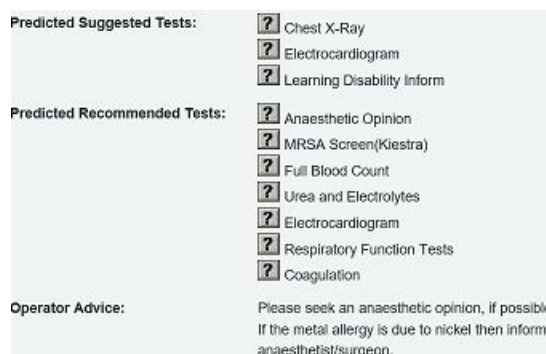 Predicted Suggested Tests:
? Chest X-Ray
? Electrocardiogram
? Learning Disability Inform
Predicted Recommended Tests:
? Anaesthetic Opinion
? MRSA Screen(Kiestra)
? Full Blood Count
? Urea and Electrolytes
? Electrocardiogram
? Respiratory Function Tests
? Coagulation
Operator Advice:
Please seek an anaesthetic opinion, if possibl
If the metal allergy is due to nickel then inform
anaesthetist/surgeon.